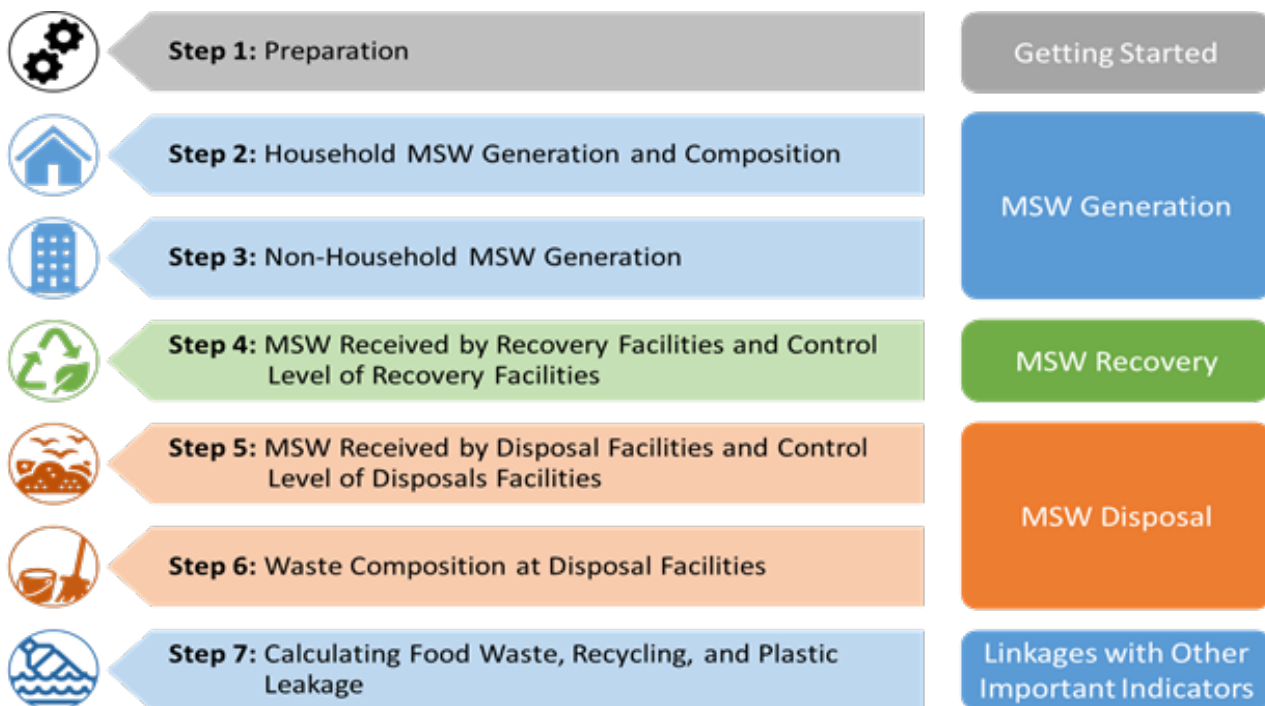 Step 1: Preparation
Getting Started
Step 2: Household MSW Generation and Composition
MSW Generation
Step 3: Non-Household MSW Generation
Step 4: MSW Received by Recovery Facilities and Control
Level of Recovery Facilities
MSW Recovery
Step 5: MSW Received by Disposal Facilities and Control
Level of Disposals Facilities
MSW Disposal
Step 6: Waste Composition at Disposal Facilities
Step 7: Calculating Food Waste, Recycling, and Plastic
Leakage
Linkages with Other
Important Indicators